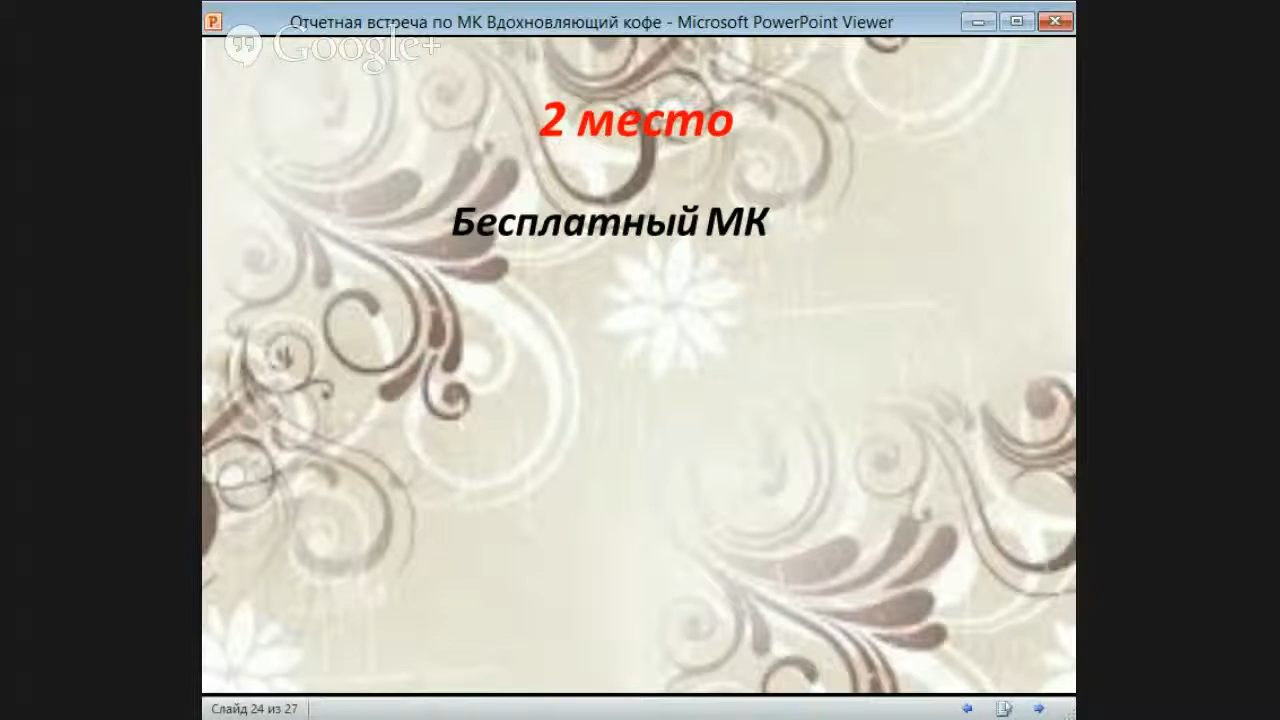 Отчетная встреча по МК Вдохновляющий кофе - Microsoft PowerPoint Viewer
Google+
2 место
Бесплатный МК
Слайд 24 из 27